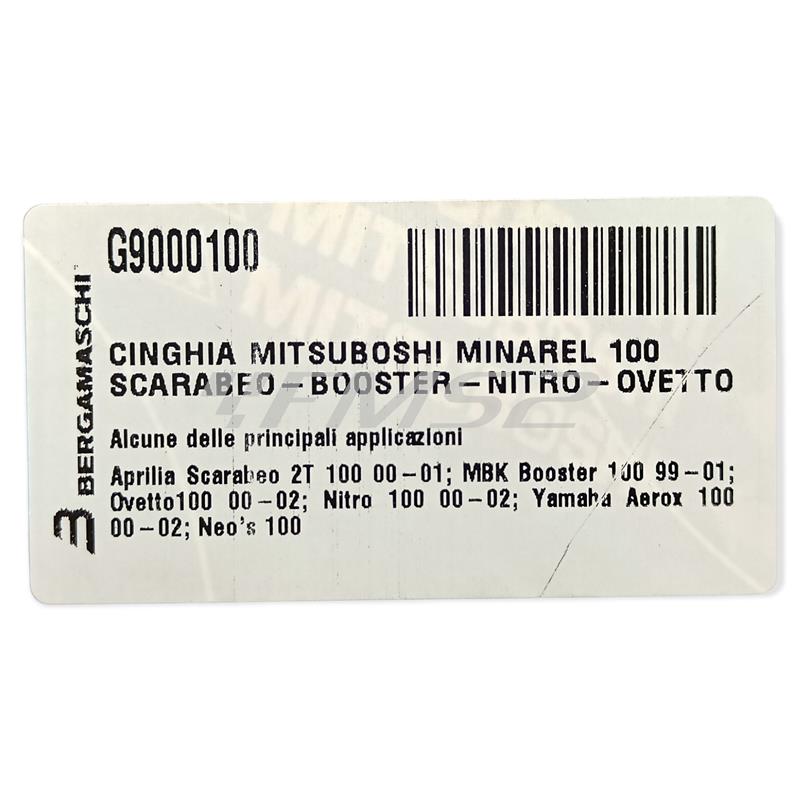 G9000100
BERGAMASCHI
CINGHIA MITSUBOSHI MINAREL 100
SCARABEO-BOOSTER-NITRO-OVETTO
FMS2
Alcune delle principali applicazioni
Aprilia Scarabeo 2T 100 00-01; MBK Booster 100 99-01;
Ovetto100 00-02; Nitro 100 00-02; Yamaha Aerox 100
00-02; Neo's 100